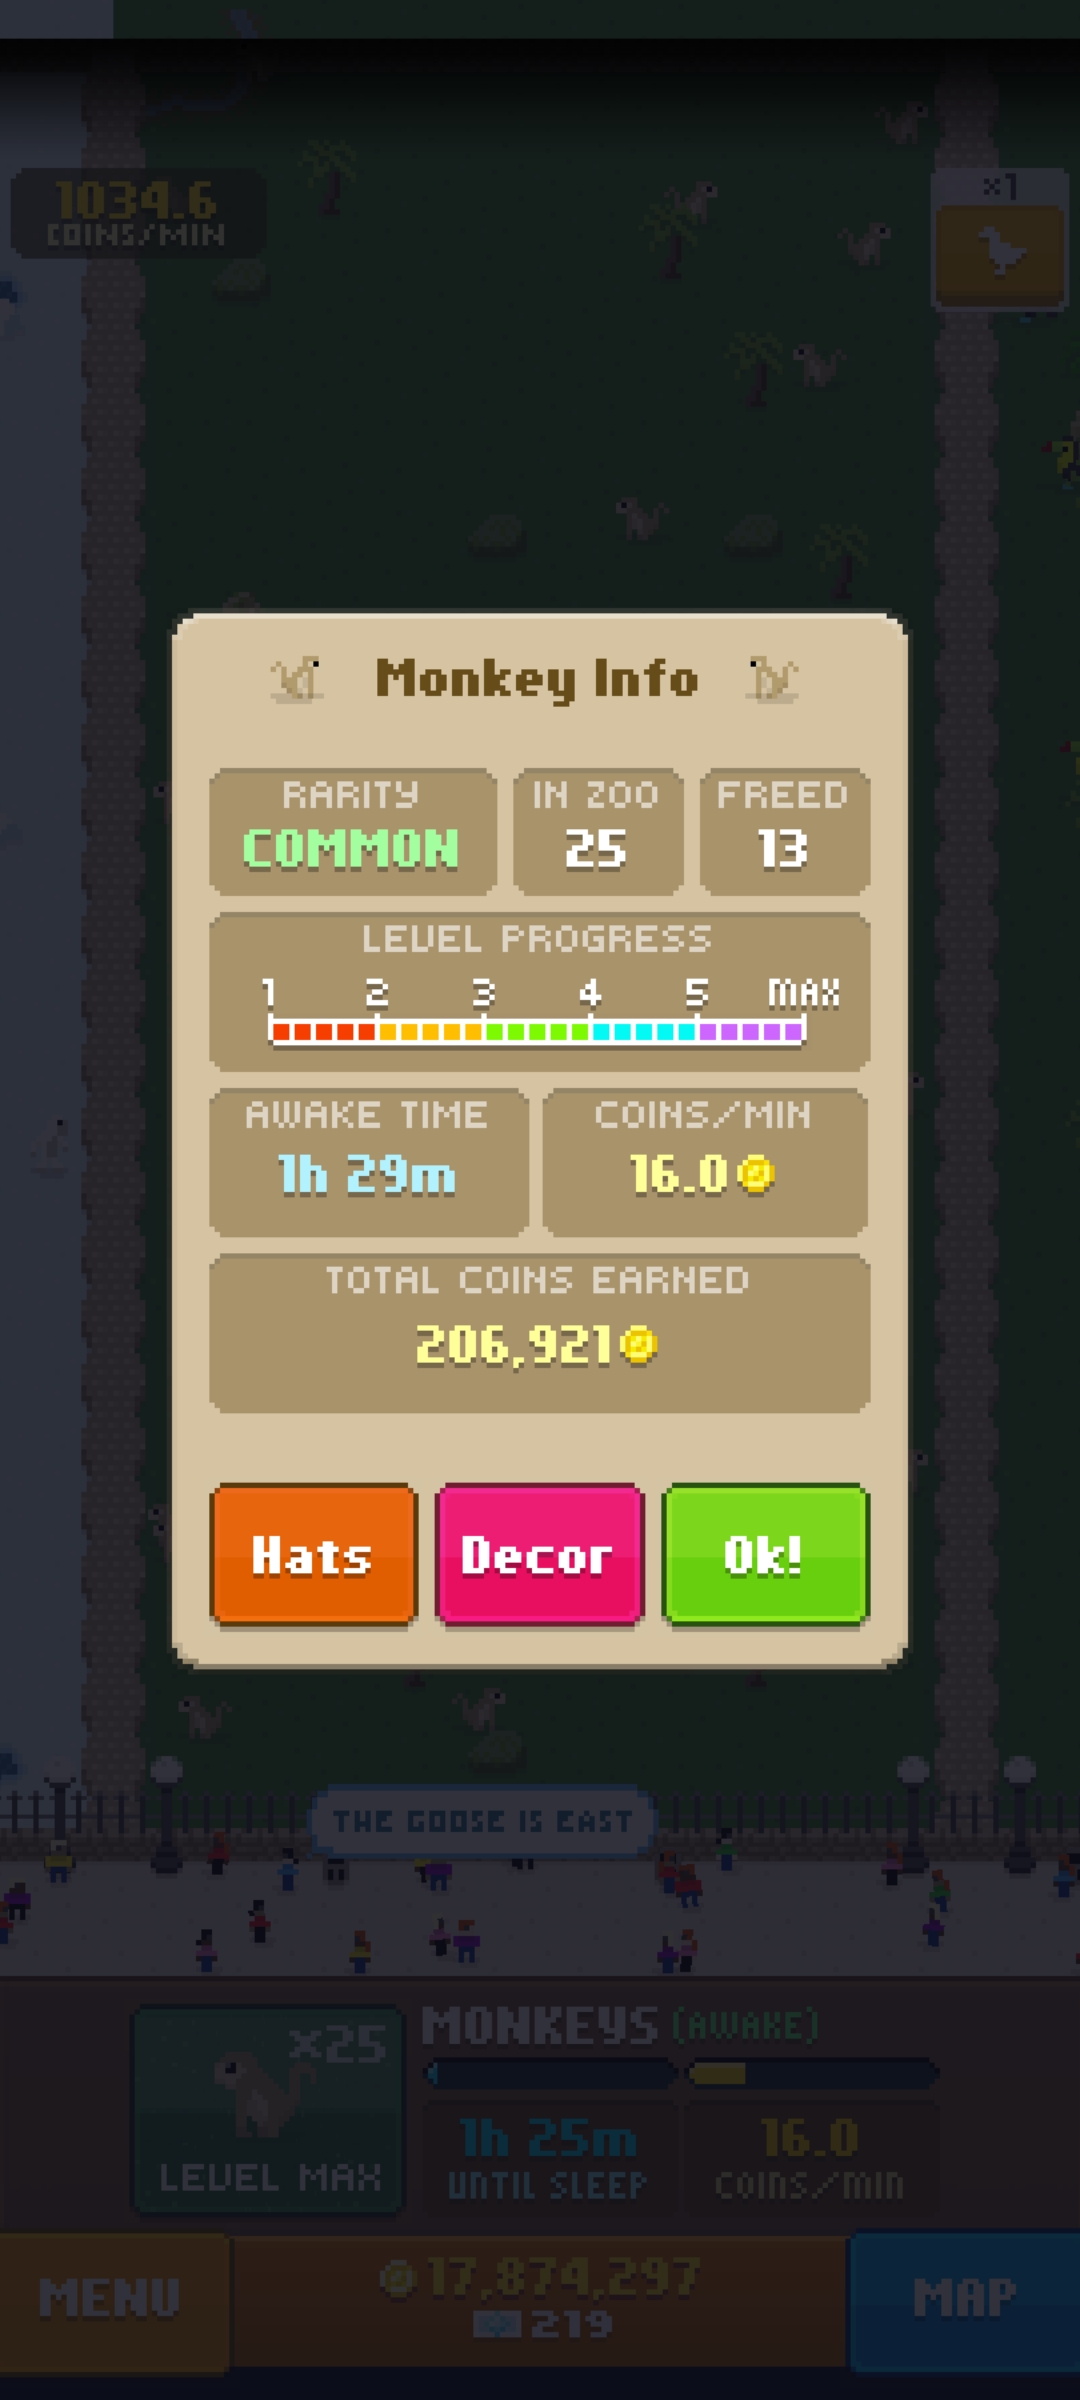 1034.6
COINS/MIN
x1
Monkey Info
RARITY
COMMON
IN ZOO
25
FREED
13
LEVEL PROGRESS
1 2 3 4 5 MAX
AWAKE TIME
1h 29m
COINS/MIN
16.0
TOTAL COINS EARNED
206,921
Hats
Decor
Ok!
THE GOOSE IS EAST
x25
LEVEL MAX
MONKEYS (AWAKE)
1h 25m
UNTIL SLEEP
16.0
COINS/MIN
MENU
17,874,297
219
MAP